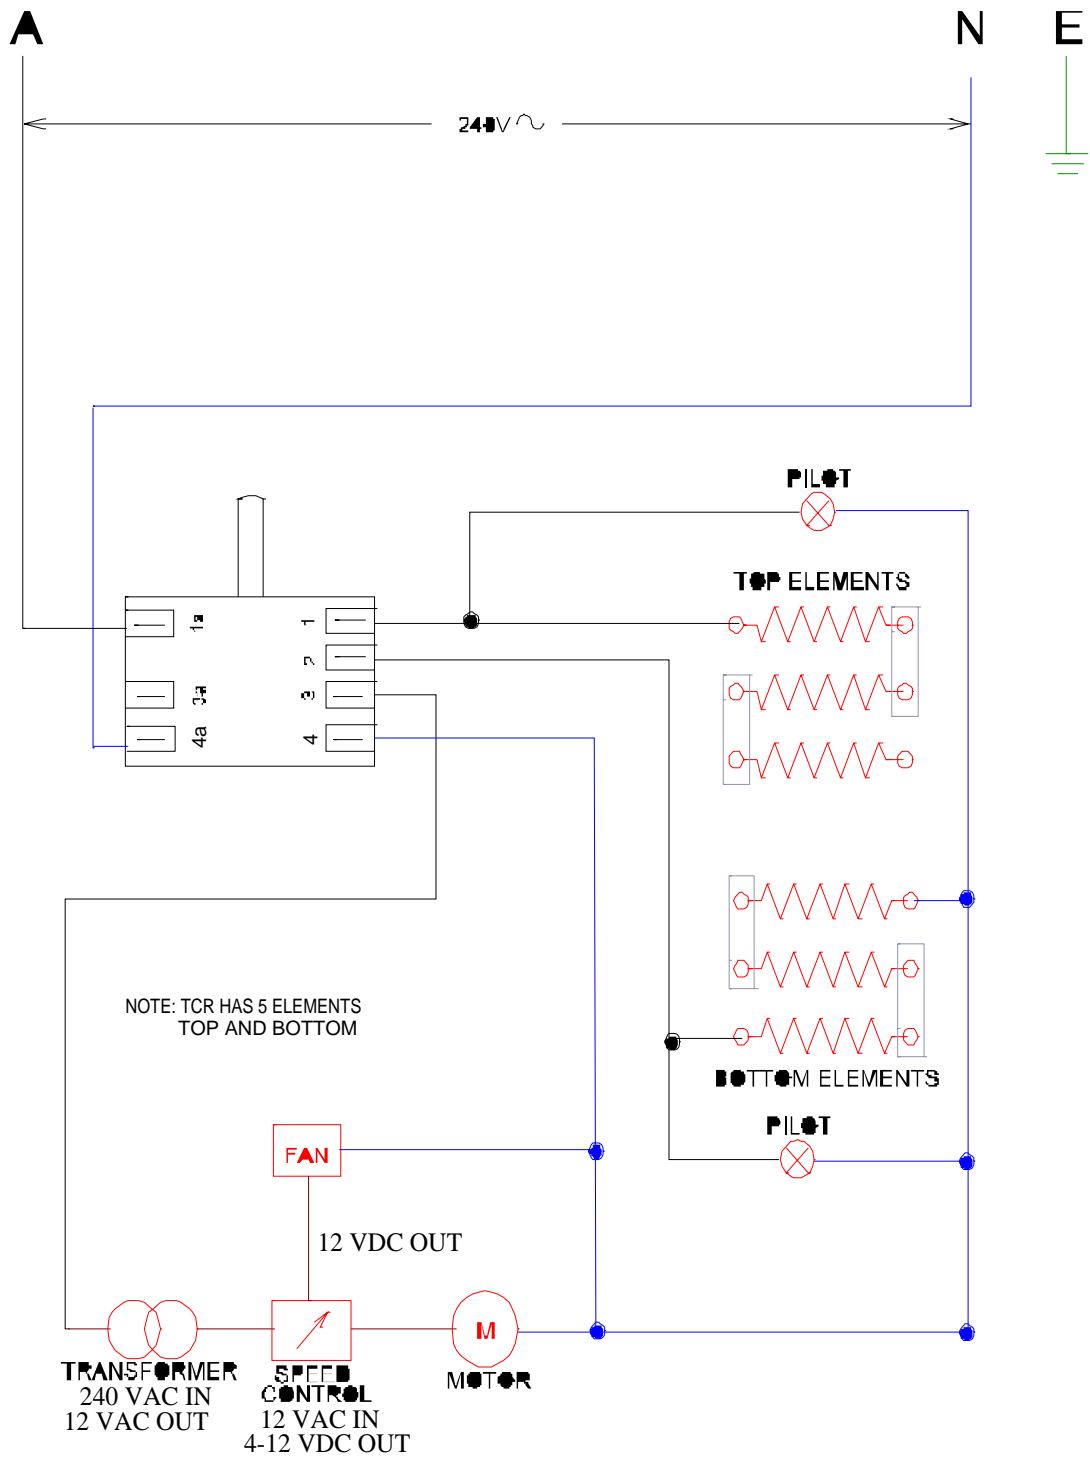 A
N
E
240V
PILOT
TOP ELEMENTS
1a
1
2
3a
3
4a
4
NOTE: TCR HAS 5 ELEMENTS
TOP AND BOTTOM
BOTTOM ELEMENTS
PILOT
FAN
12 VDC OUT
M
TRANSFORMER
240 VAC IN
12 VAC OUT
SPEED
CONTROL
12 VAC IN
4-12 VDC OUT
MOTOR